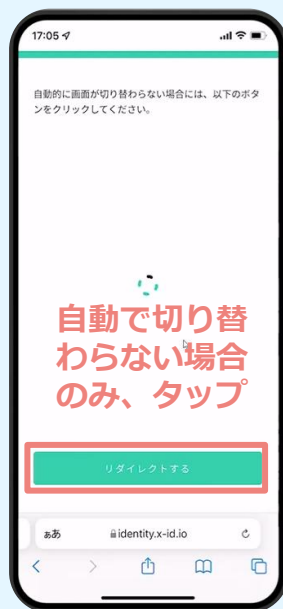 17:05
自動的に画面が切り替わらない場合には、以下のボタ
ンをクリックしてください。
自動で切り替
わらない場合
のみ、タップ
リダイレクトする
ぁあ
identity.x-id.io